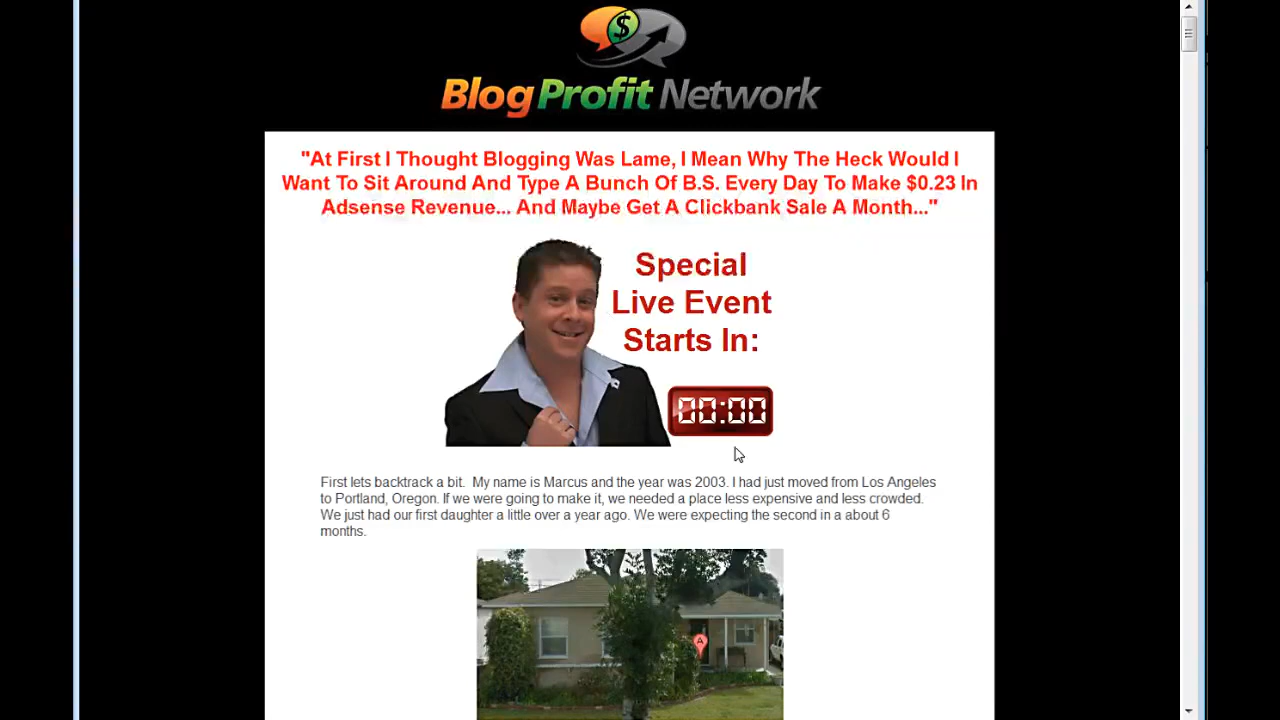 $
BlogProfit Network
"At First I Thought Blogging Was Lame, I Mean Why The Heck Would I
Want To Sit Around And Type A Bunch Of B.S. Every Day To Make $0.23 In
Adsense Revenue... And Maybe Get A Clickbank Sale A Month..."
Special
Live Event
Starts In:
00:00
First lets backtrack a bit.  My name is Marcus and the year was 2003. I had just moved from Los Angeles
to Portland, Oregon. If we were going to make it, we needed a place less expensive and less crowded.
We just had our first daughter a little over a year ago. We were expecting the second in a about 6
months.
A